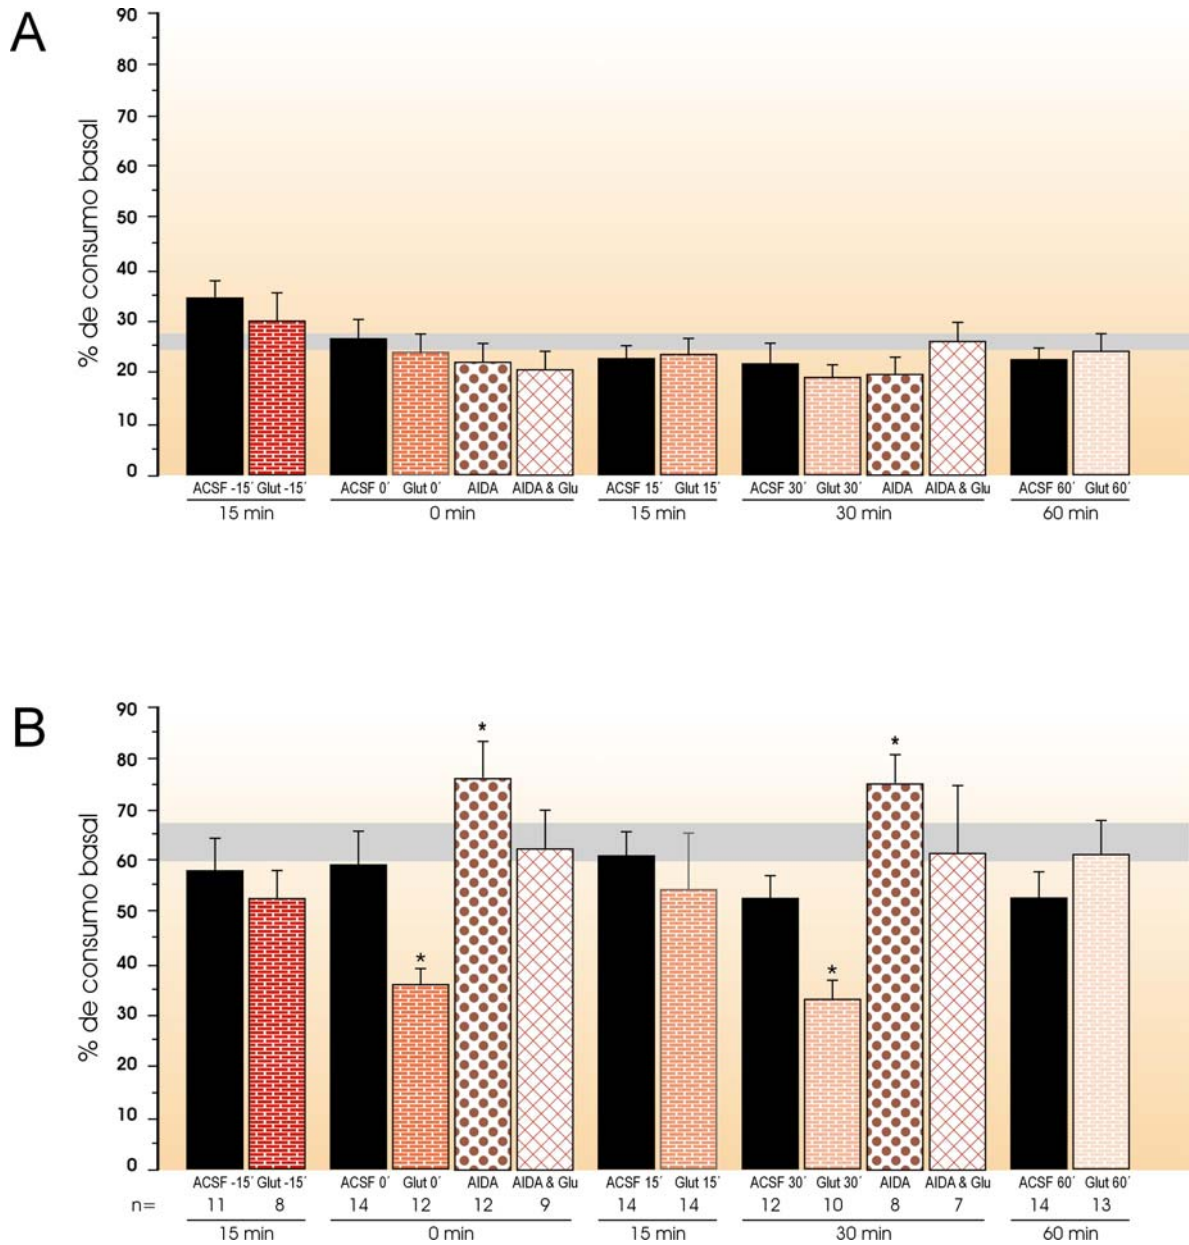 A
% de consumo basal
90
80
70
60
50
40
30
20
10
0
ACSF -15´ Glut -15´ ACSF 0´ Glut 0´ AIDA AIDA & Glu ACSF 15´ Glut 15´ ACSF 30´ Glut 30´ AIDA AIDA & Glu ACSF 60´ Glut 60´
15 min 0 min 15 min 30 min 60 min
B
% de consumo basal
90
80
70
60
50
40
30
20
10
0
* * * *
ACSF -15´ Glut -15´ ACSF 0´ Glut 0´ AIDA AIDA & Glu ACSF 15´ Glut 15´ ACSF 30´ Glut 30´ AIDA AIDA & Glu ACSF 60´ Glut 60´
n= 11 8 14 12 12 9 14 14 12 10 8 7 14 13
15 min 0 min 15 min 30 min 60 min